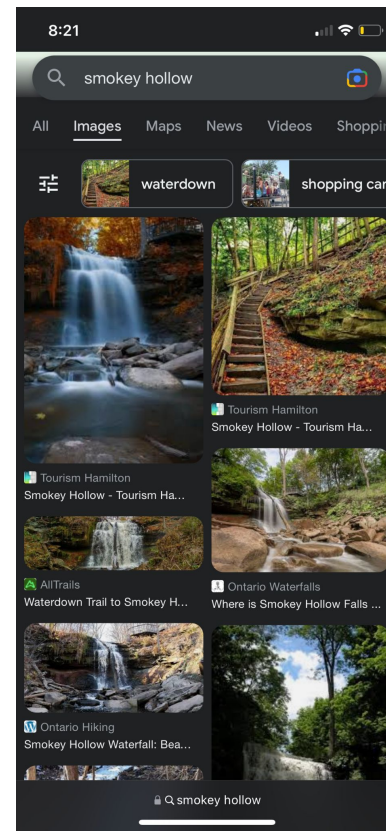 8:21
smokey hollow
All Images Maps News Videos Shoppin
waterdown shopping car
Tourism Hamilton
Smokey Hollow - Tourism Ha...
Tourism Hamilton
Smokey Hollow - Tourism Ha...
AllTrails
Waterdown Trail to Smokey H...
Ontario Waterfalls
Where is Smokey Hollow Falls ...
Ontario Hiking
Smokey Hollow Waterfall: Bea...
smokey hollow